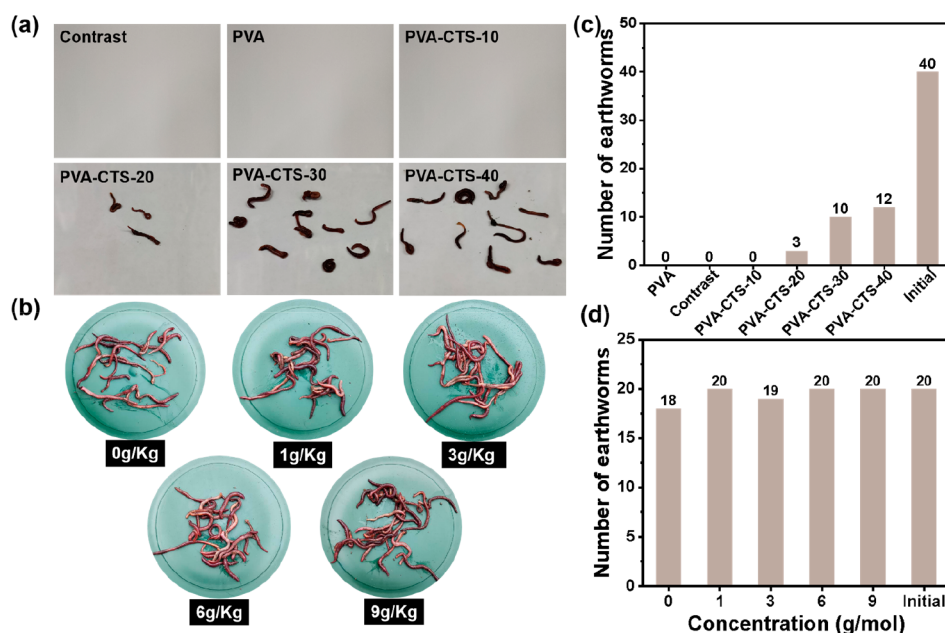 (a)
Contrast
PVA
PVA-CTS-10
PVA-CTS-20
PVA-CTS-30
PVA-CTS-40
(b)
0g/Kg
1g/Kg
3g/Kg
6g/Kg
9g/Kg
(c)
Number of earthworms
50
40
30
20
10
0
0
0
0
3
10
12
40
PVA
Contrast
PVA-CTS-10
PVA-CTS-20
PVA-CTS-30
PVA-CTS-40
Initial
(d)
Number of earthworms
25
20
15
10
5
0
18
20
19
20
20
20
0
1
3
6
9
Initial
Concentration (g/mol)